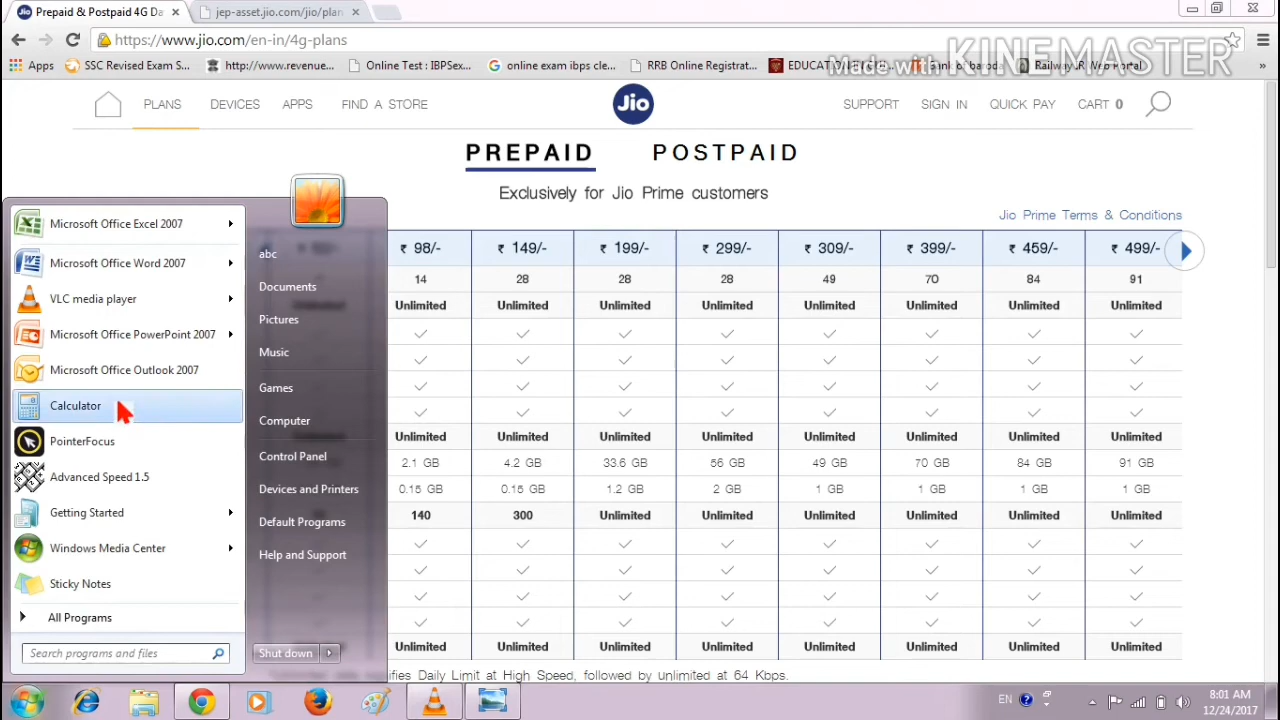 Prepaid & Postpaid 4G Da
jep-asset.jio.com/jio/plan
https://www.jio.com/en-in/4g-plans
Apps SSC Revised Exam S... http://www.revenue... Online Test : IBPSex... online exam ibps cle... RRB Online Registrat...
Made with KINEMASTER
PLANS DEVICES APPS FIND A STORE Jio SUPPORT SIGN IN QUICK PAY CART 0
PREPAID POSTPAID
Exclusively for Jio Prime customers
Jio Prime Terms & Conditions
₹ 98/- ₹ 149/- ₹ 199/- ₹ 299/- ₹ 309/- ₹ 399/- ₹ 459/- ₹ 499/-
14 28 28 28 49 70 84 91
Unlimited Unlimited Unlimited Unlimited Unlimited Unlimited Unlimited Unlimited
Unlimited Unlimited Unlimited Unlimited Unlimited Unlimited Unlimited Unlimited
2.1 GB 4.2 GB 33.6 GB 56 GB 49 GB 70 GB 84 GB 91 GB
0.15 GB 0.15 GB 1.2 GB 2 GB 1 GB 1 GB 1 GB 1 GB
140 300 Unlimited Unlimited Unlimited Unlimited Unlimited Unlimited
Unlimited Unlimited Unlimited Unlimited Unlimited Unlimited Unlimited Unlimited
Daily Limit at High Speed, followed by unlimited at 64 Kbps.
Microsoft Office Excel 2007
Microsoft Office Word 2007
VLC media player
Microsoft Office PowerPoint 2007
Microsoft Office Outlook 2007
Calculator
PointerFocus
Advanced Speed 1.5
Getting Started
Windows Media Center
Sticky Notes
All Programs
Search programs and files
abc
Documents
Pictures
Music
Games
Computer
Control Panel
Devices and Printers
Default Programs
Help and Support
Shut down
EN
8:01 AM
12/24/2017